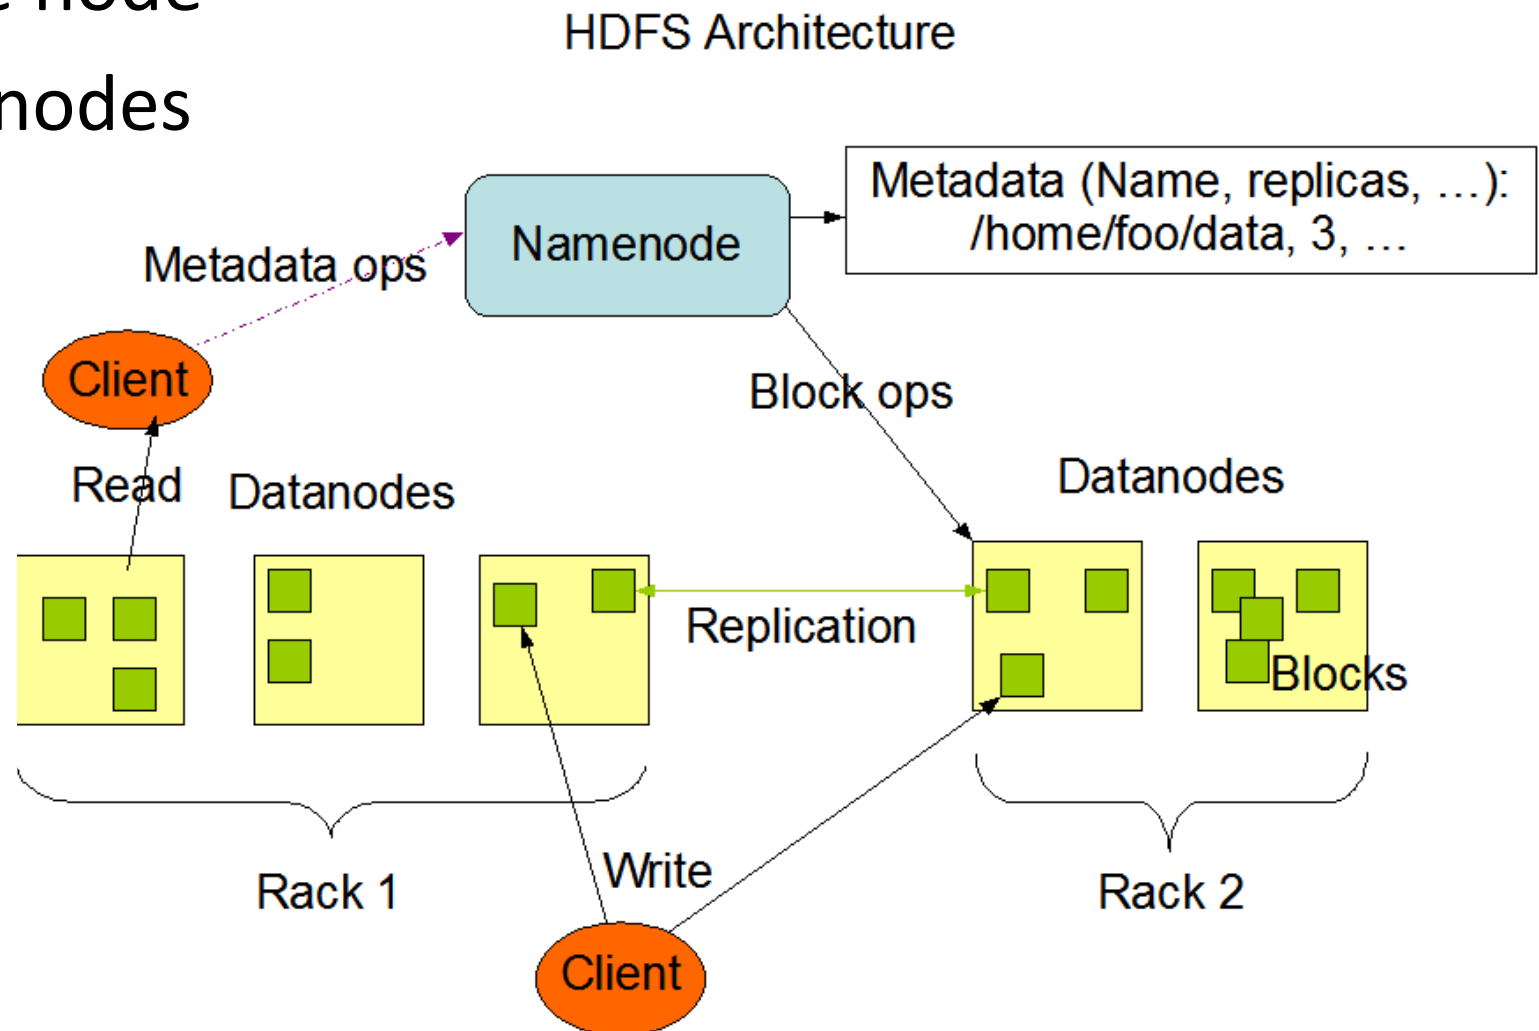 node
nodes
HDFS Architecture
Metadata (Name, replicas, ...):
/home/foo/data, 3, ...
Namenode
Metadata ops
Client
Block ops
Read
Datanodes
Datanodes
Replication
Blocks
Write
Rack 1
Rack 2
Client